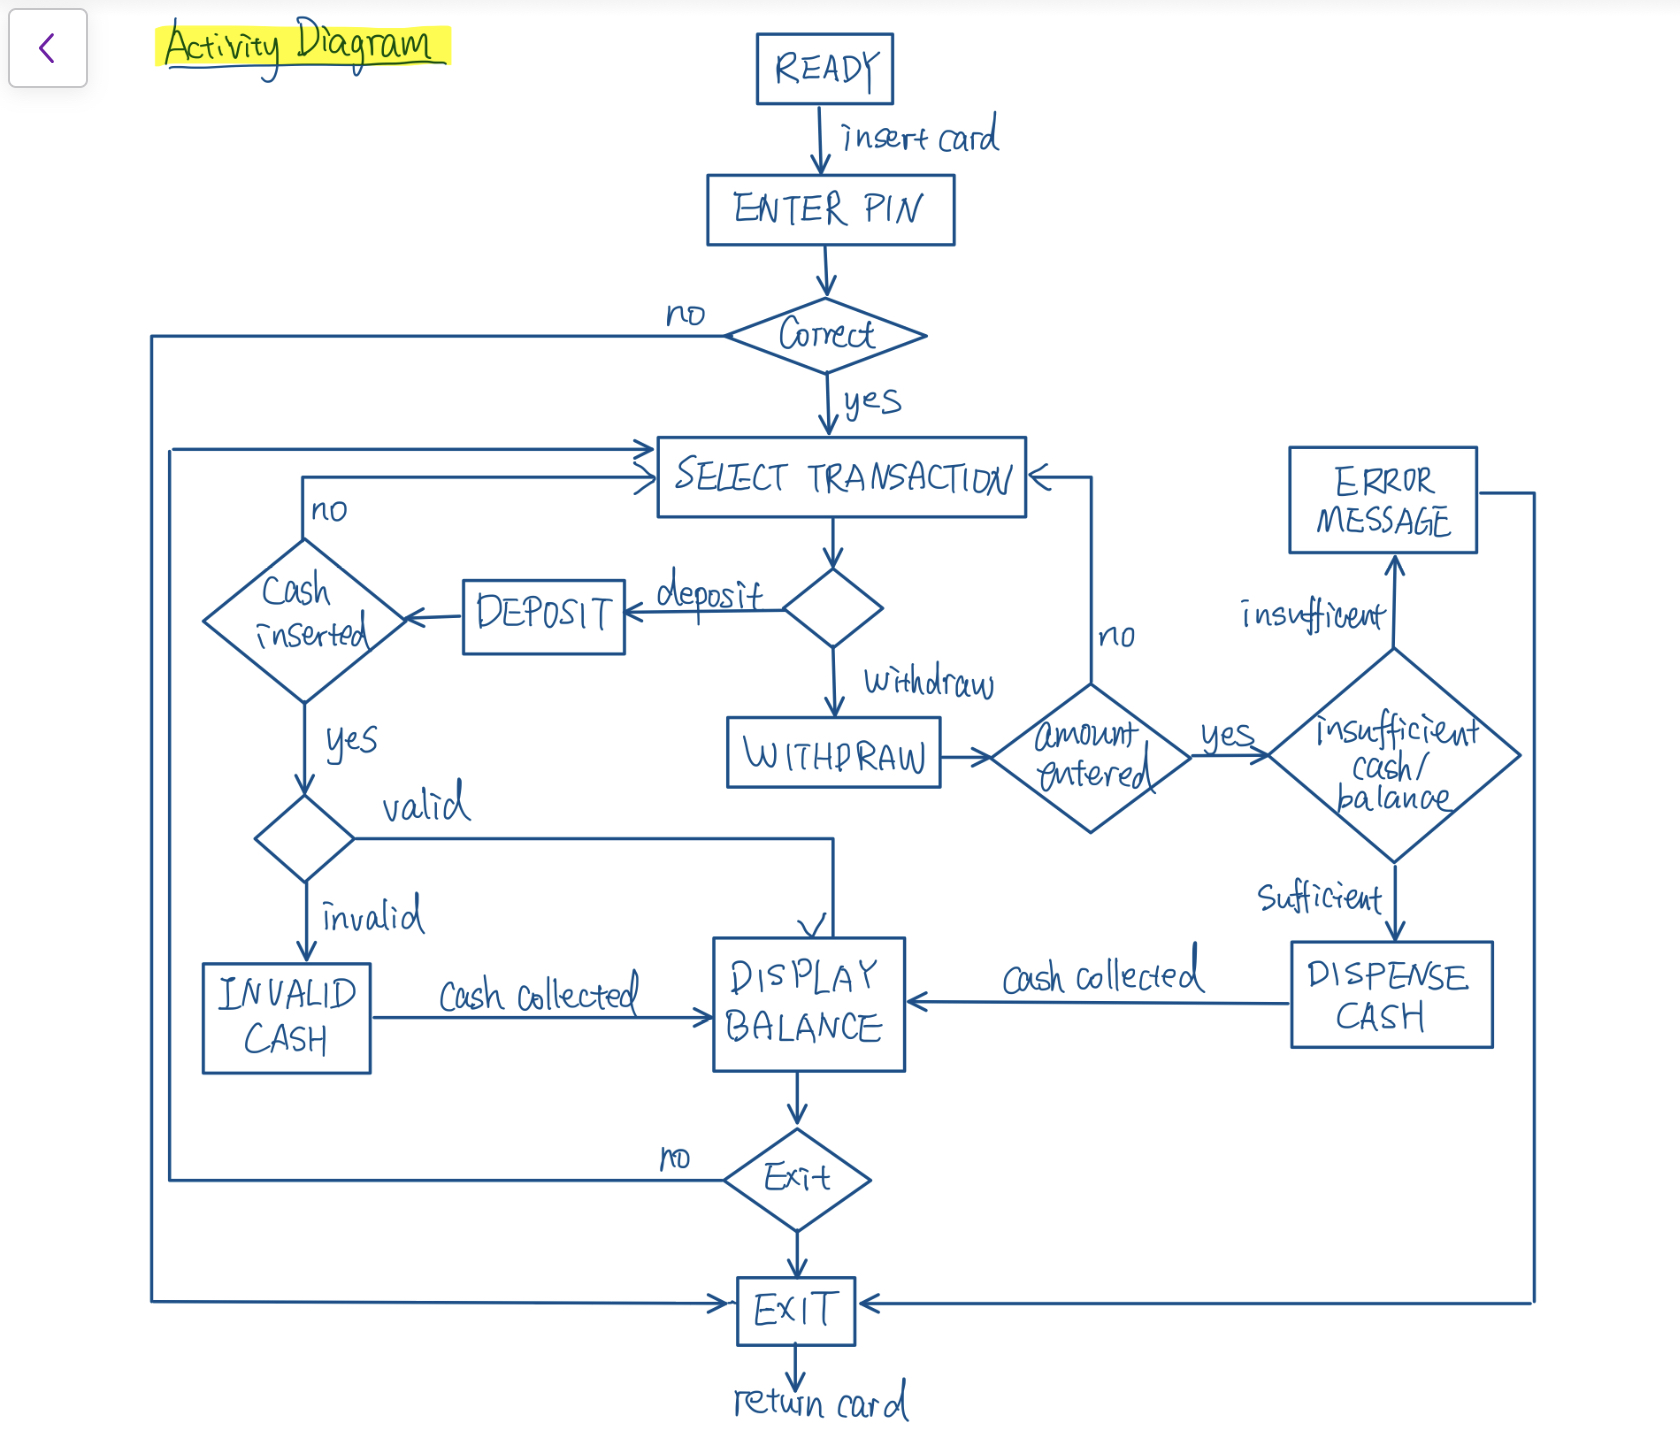 Activity Diagram
READY
insert card
ENTER PIN
no
Correct
yes
SELECT TRANSACTION
ERROR
MESSAGE
no
Cash
inserted
DEPOSIT
deposit
insufficent
no
withdraw
yes
WITHDRAW
amount
entered
yes
insufficient
cash/
balance
valid
invalid
sufficient
INVALID
CASH
Cash collected
DISPLAY
BALANCE
Cash collected
DISPENSE
CASH
no
Exit
EXIT
return card